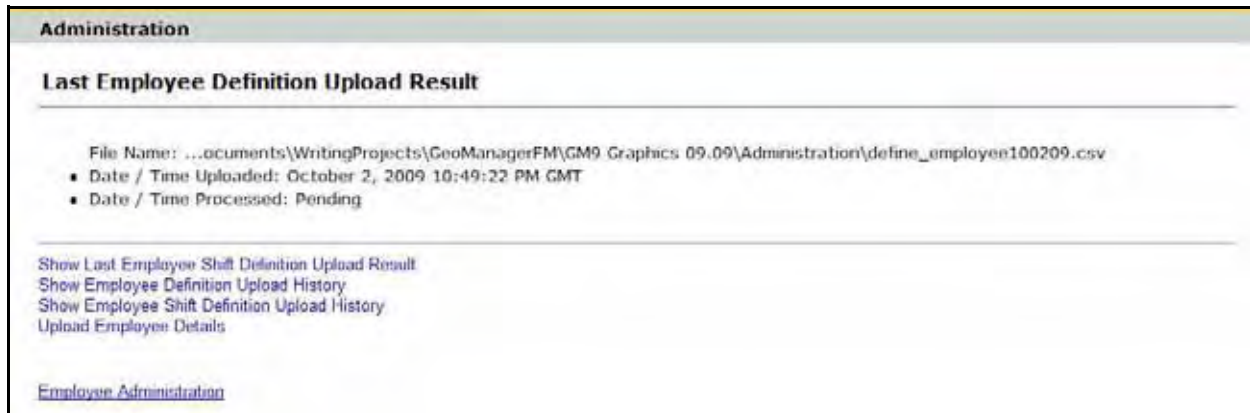 Administration
Last Employee Definition Upload Result
File Name: ...ocuments\WritingProjects\GeoManagerFM\GM9 Graphics 09.09\Administration\define_employee100209.csv
• Date / Time Uploaded: October 2, 2009 10:49:22 PM GMT
• Date / Time Processed: Pending
Show Last Employee Shift Definition Upload Result
Show Employee Definition Upload History
Show Employee Shift Definition Upload History
Upload Employee Details
Employee Administration